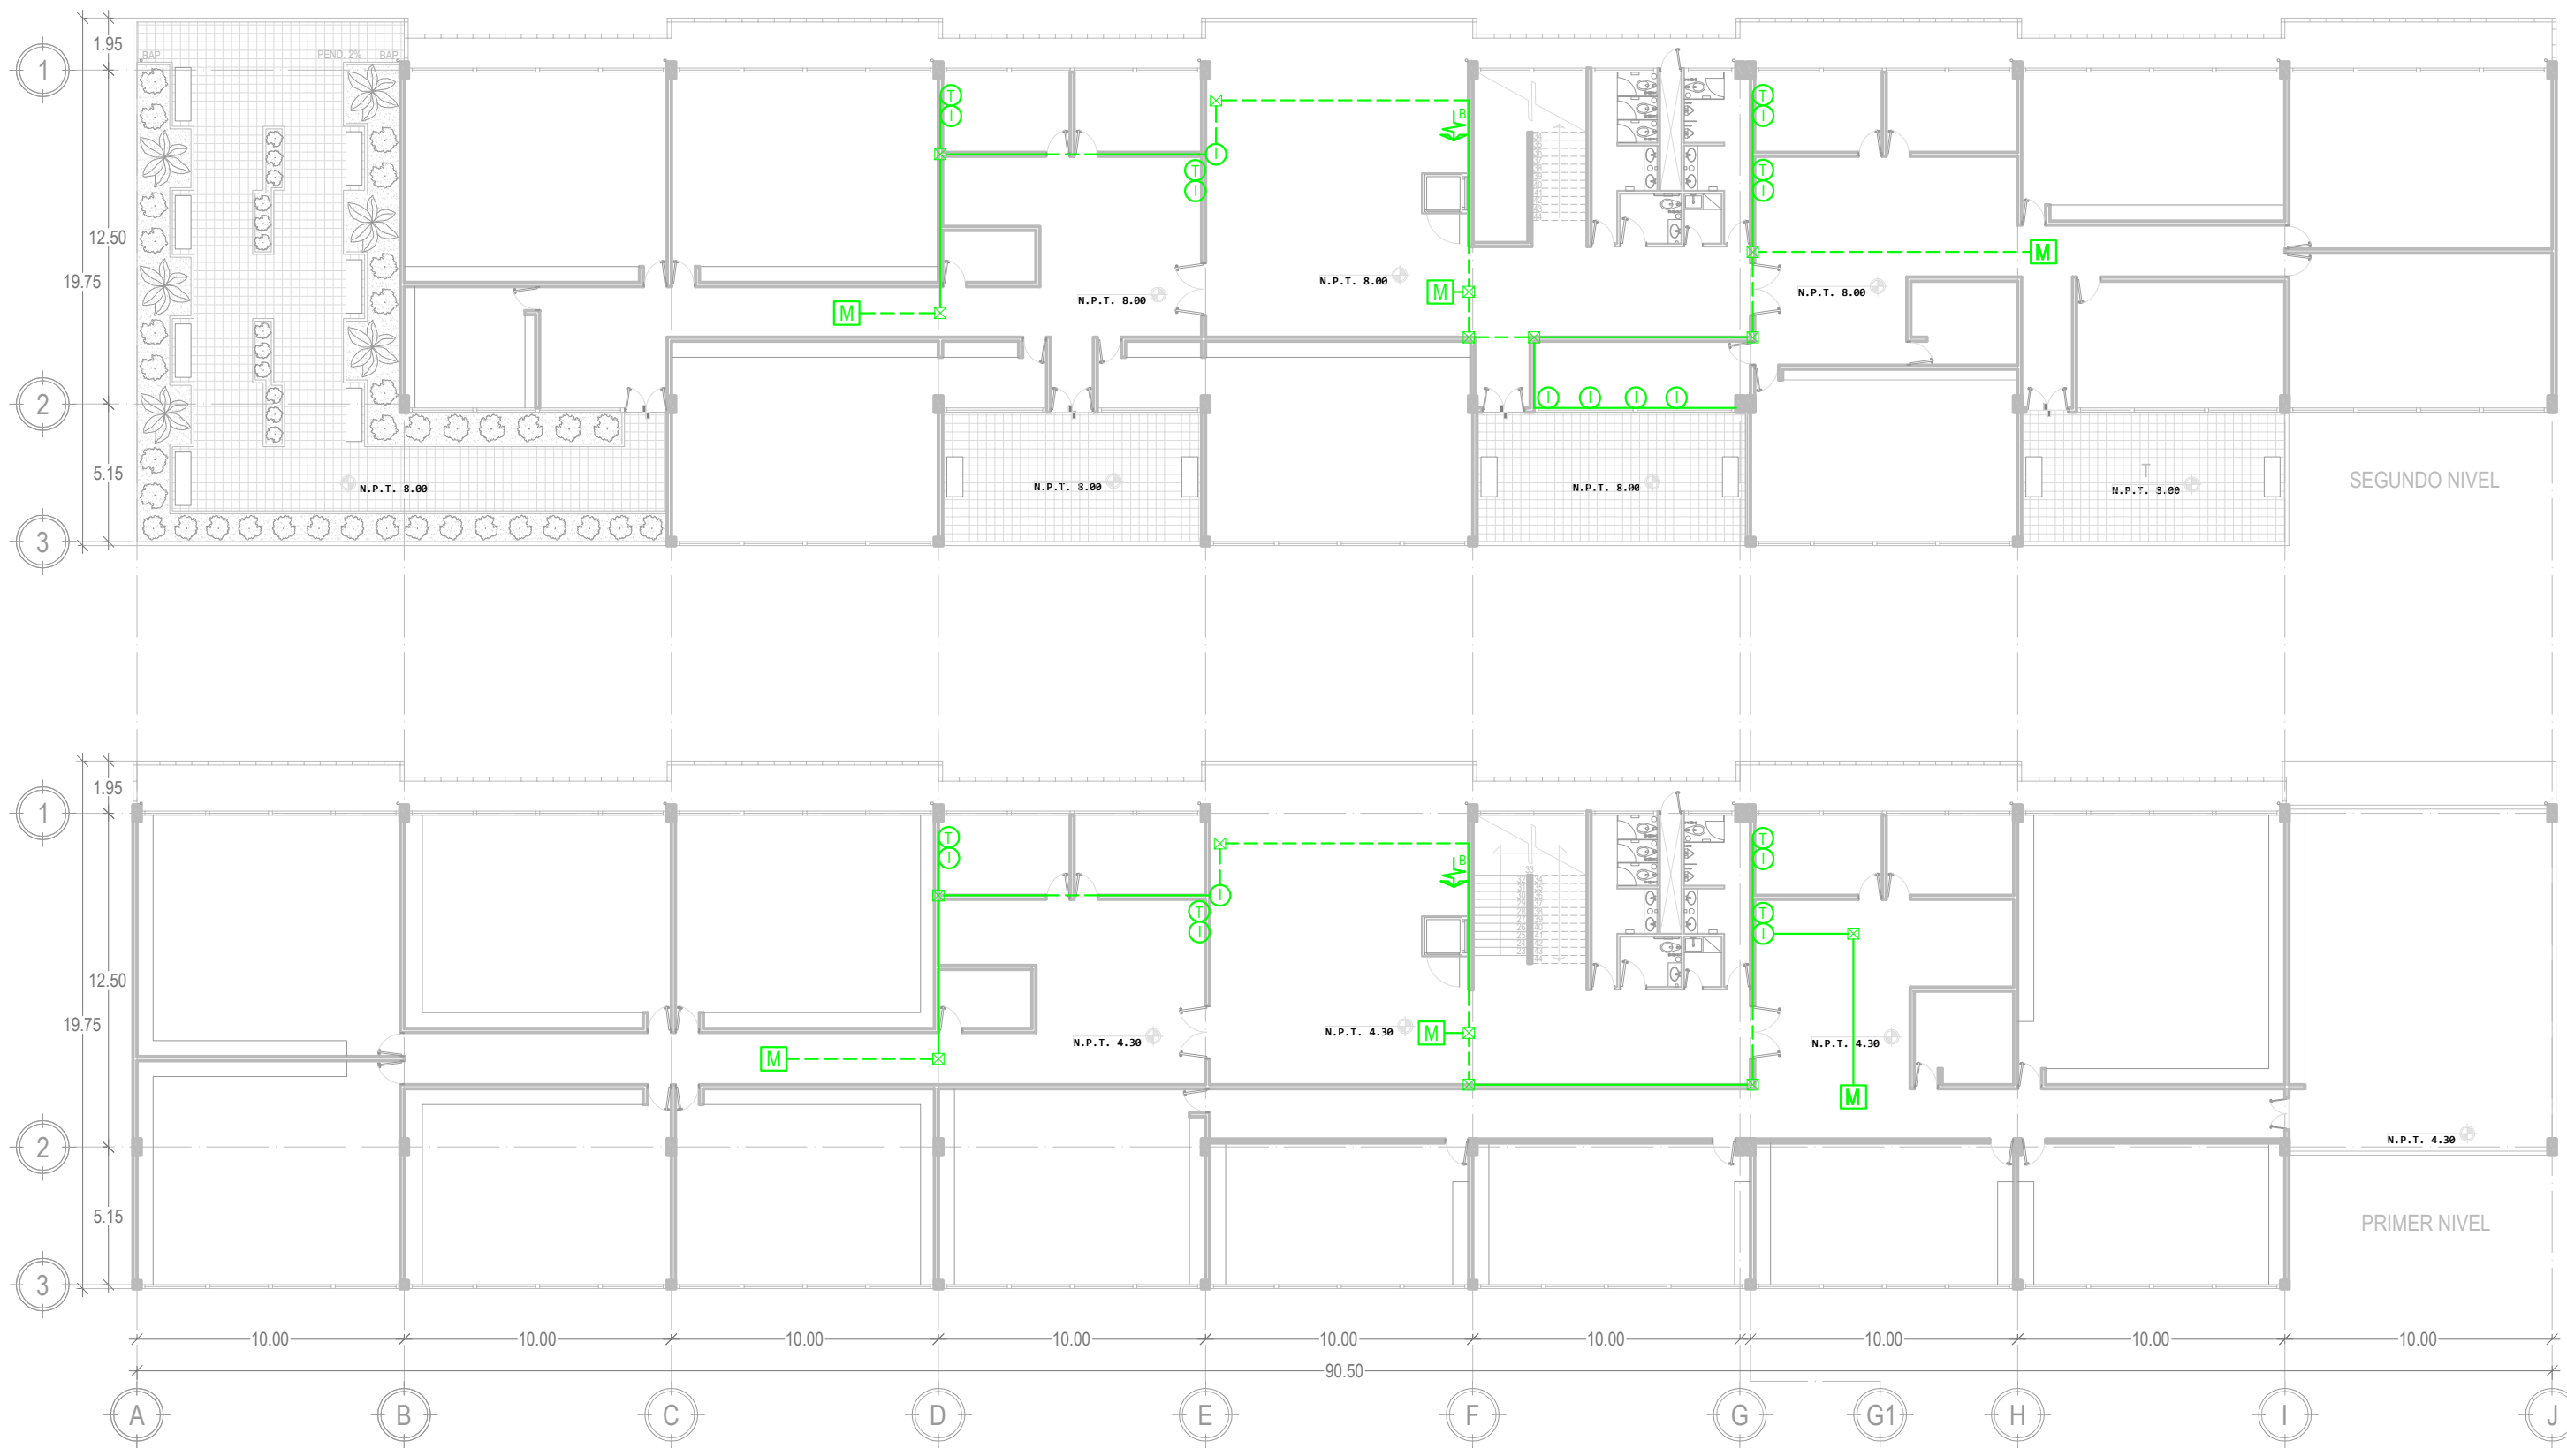 1.95
BAP
PEND. 2%
BAP
1
T
I
B
T
I
I
T
I
T
I
12.50
19.75
M
N.P.T. 8.00
N.P.T. 8.00
M
M
N.P.T. 8.00
M
2
I
I
I
I
5.15
N.P.T. 8.00
N.P.T. 8.00
N.P.T. 8.00
T
N.P.T. 8.00
SEGUNDO NIVEL
3
1.95
1
T
I
B
T
I
I
T
I
T
I
12.50
19.75
M
N.P.T. 4.30
N.P.T. 4.30
M
N.P.T. 4.30
M
2
N.P.T. 4.30
5.15
PRIMER NIVEL
3
10.00
10.00
10.00
10.00
10.00
10.00
10.00
10.00
10.00
90.50
A
B
C
D
E
F
G
G1
H
I
J